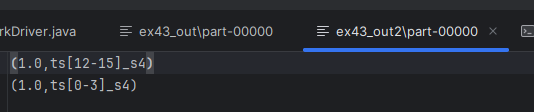 rkDriver.java
ex43_out\part-00000
ex43_out2\part-00000
(1.0,ts[12-15]_s4)
(1.0,ts[0-3]_s4)